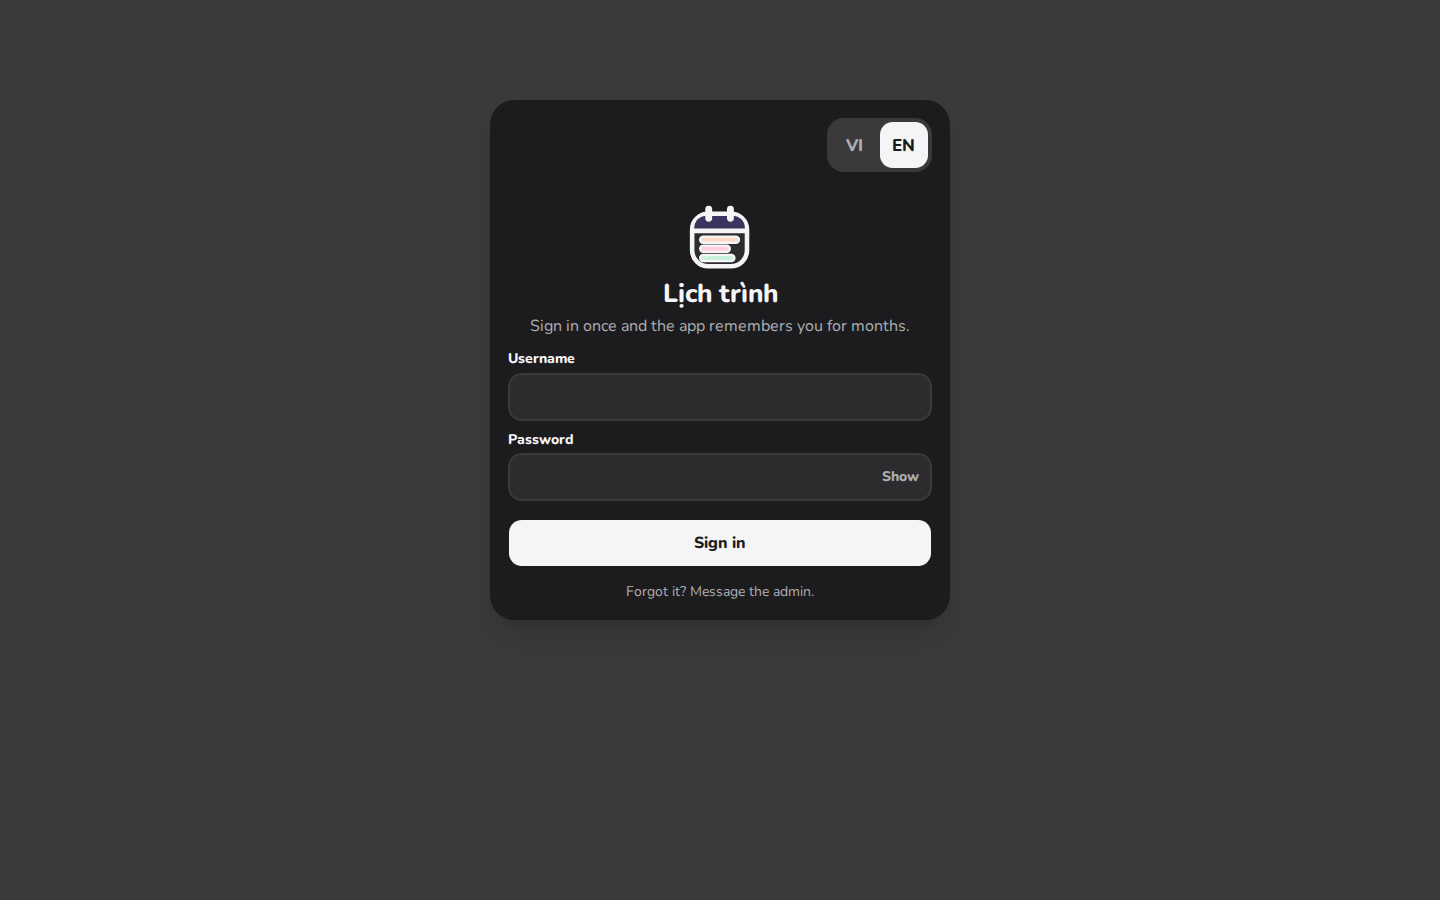 VI EN
Lịch trình
Sign in once and the app remembers you for months.
Username
Password
Show
Sign in
Forgot it? Message the admin.